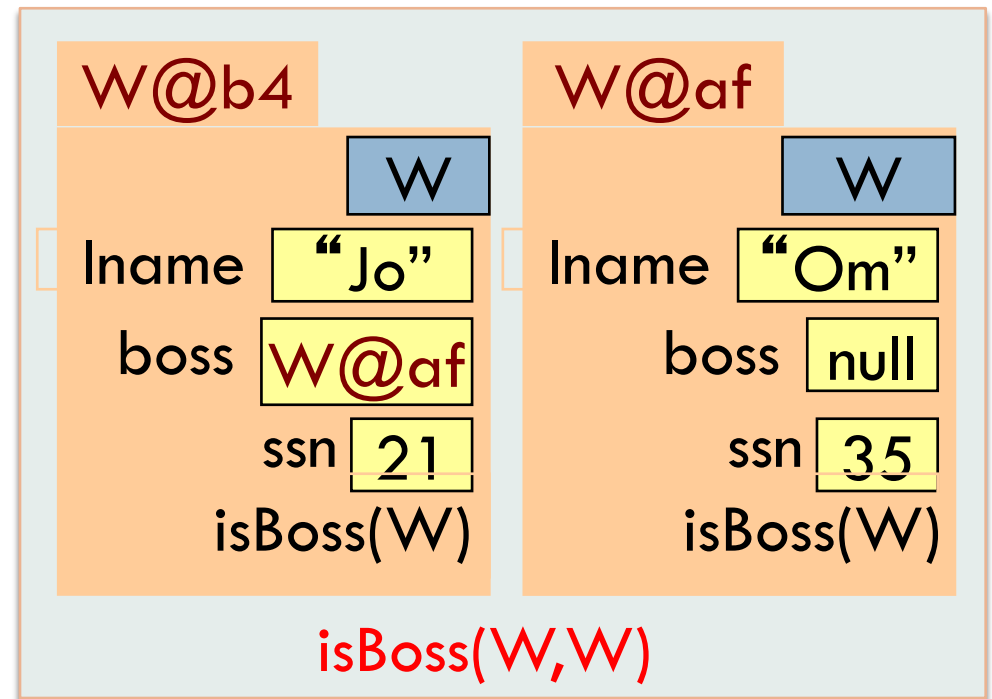 W@b4
W
lname “Jo”
boss W@af
ssn 21
isBoss(W)
W@af
W
lname “Om”
boss null
ssn 35
isBoss(W)
isBoss(W,W)